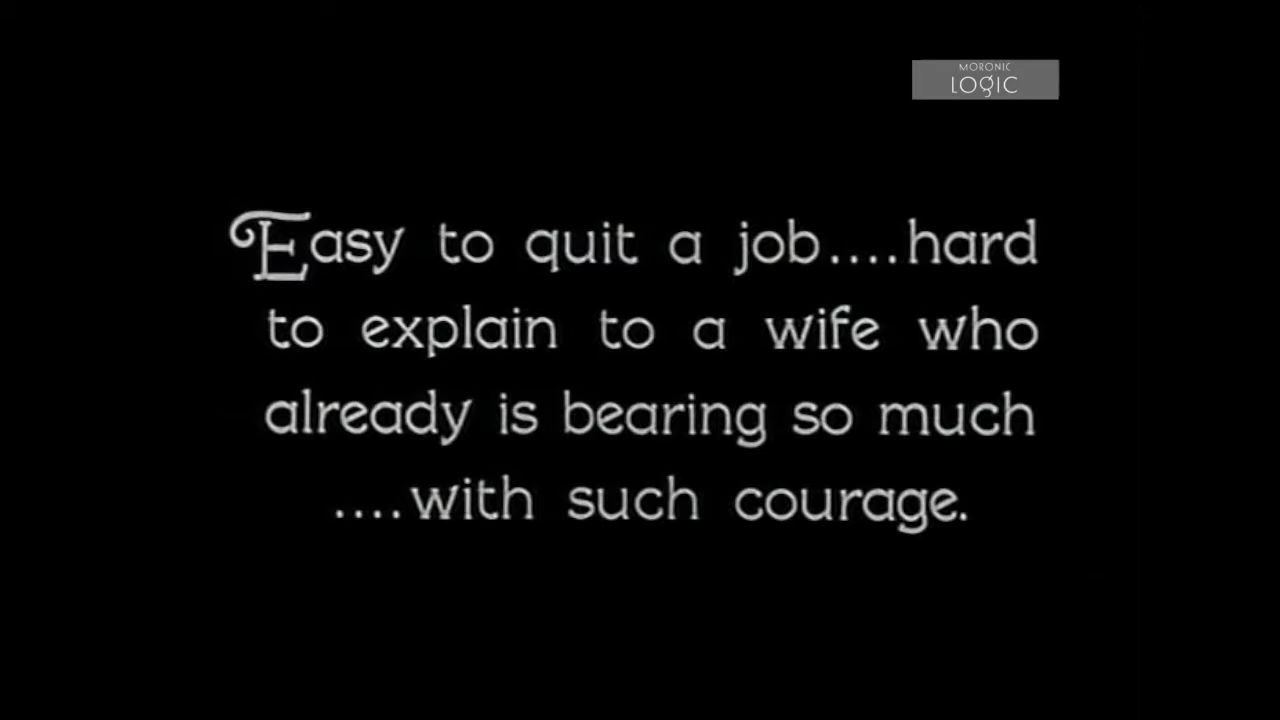 MORONIC
LOGIC
Easy to quit a job....hard
to explain to a wife who
already is bearing so much
....with such courage.